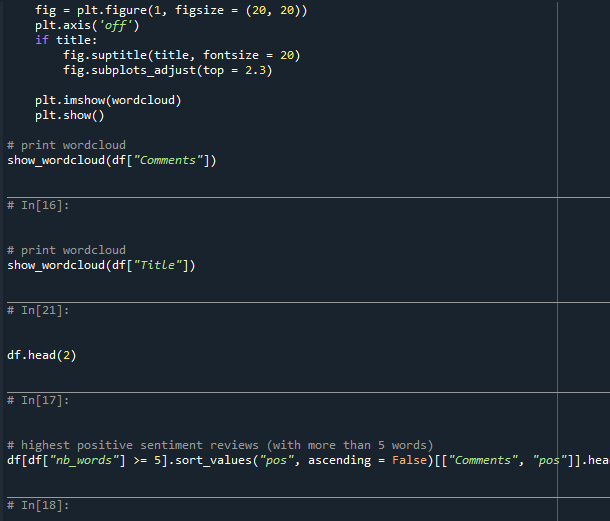 fig = plt.figure(1, figsize = (20, 20))
plt.axis('off')
if title:
fig.suptitle(title, fontsize = 20)
fig.subplots_adjust(top = 2.3)
plt.imshow(wordcloud)
plt.show()
# print wordcloud
show_wordcloud(df["Comments"])
# In[16]:
# print wordcloud
show_wordcloud(df["Title"])
# In[21]:
df.head(2)
# In[17]:
# highest positive sentiment reviews (with more than 5 words)
df[df["nb_words"] >= 5].sort_values("pos", ascending = False)[["Comments", "pos"]].hea
# In[18]: